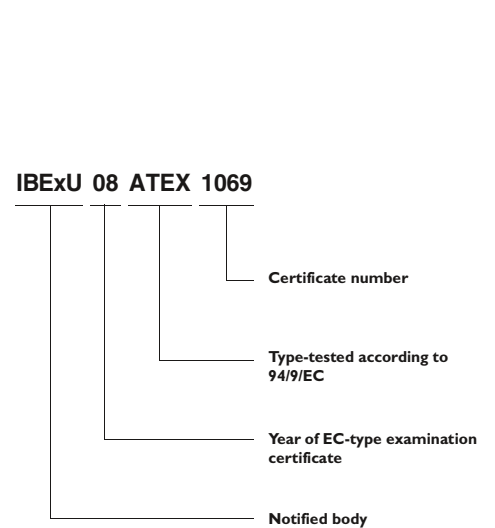 IBExU 08 ATEX 1069
Certificate number
Type-tested according to
94/9/EC
Year of EC-type examination
certificate
Notified body